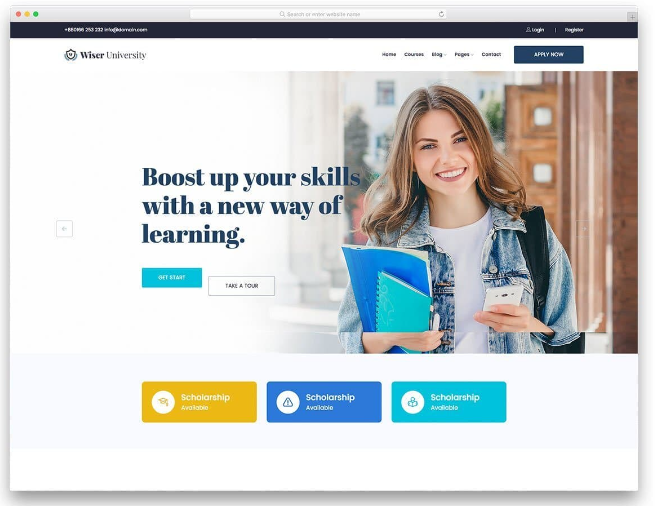 Search or enter website name
+880166 253 232 info@domain.com
Login | Register
Wiser University
Home Courses Blog Pages Contact APPLY NOW
Boost up your skills
with a new way of
learning.
GET START
TAKE A TOUR
Scholarship
Available
Scholarship
Available
Scholarship
Available